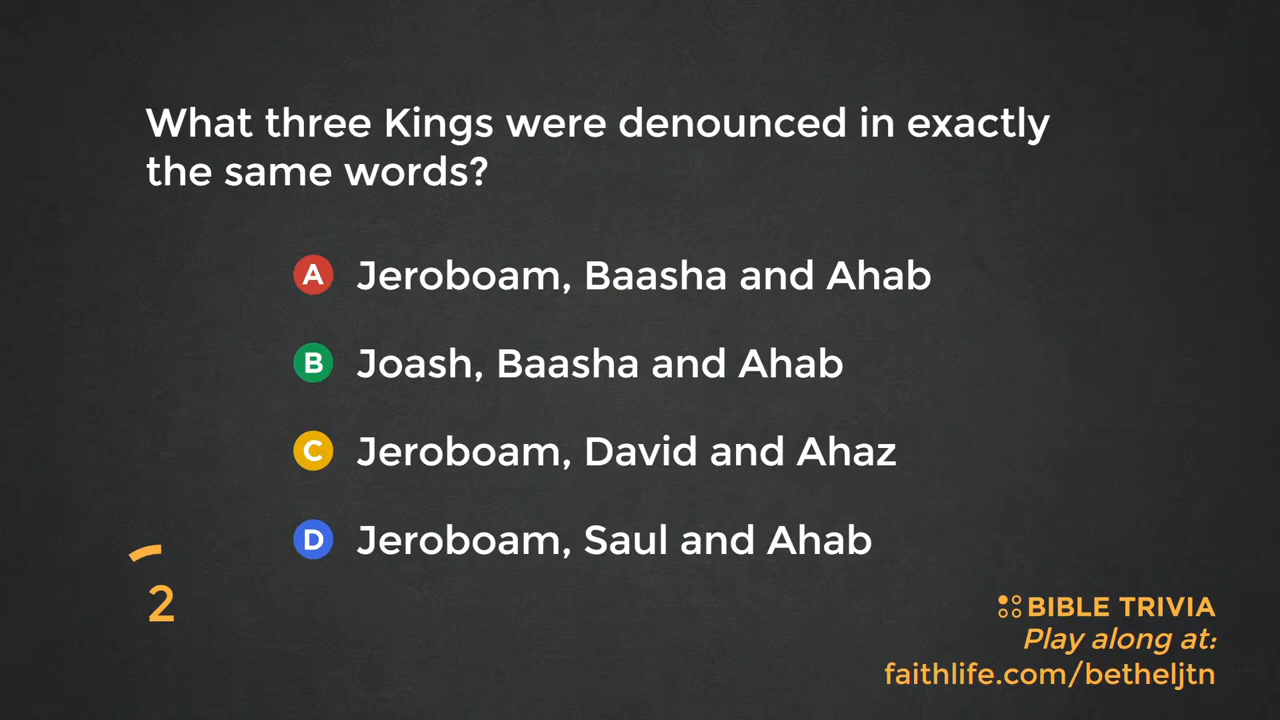 What three Kings were denounced in exactly
the same words?
A Jeroboam, Baasha and Ahab
B Joash, Baasha and Ahab
C Jeroboam, David and Ahaz
D Jeroboam, Saul and Ahab
2
BIBLE TRIVIA
Play along at:
faithlife.com/betheljtn